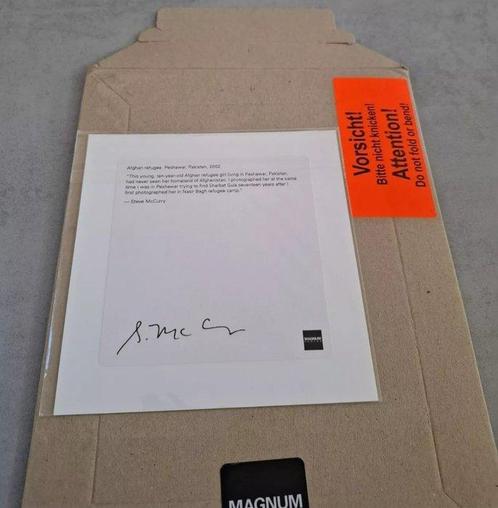 Afghan refugee. Peshawar, Pakistan, 2002.
"This young, ten-year-old Afghan refugee girl living in Peshawar, Pakistan,
had never seen her homeland of Afghanistan. I photographed her at the same
time I was in Peshawar trying to find Sharbat Gula seventeen years after I
first photographed her in Nasir Bagh refugee camp."
— Steve McCurry
S. McC
MAGNUM
Vorsicht!
Bitte nicht knicken!
Attention!
Do not fold or bend!
MAGNUM